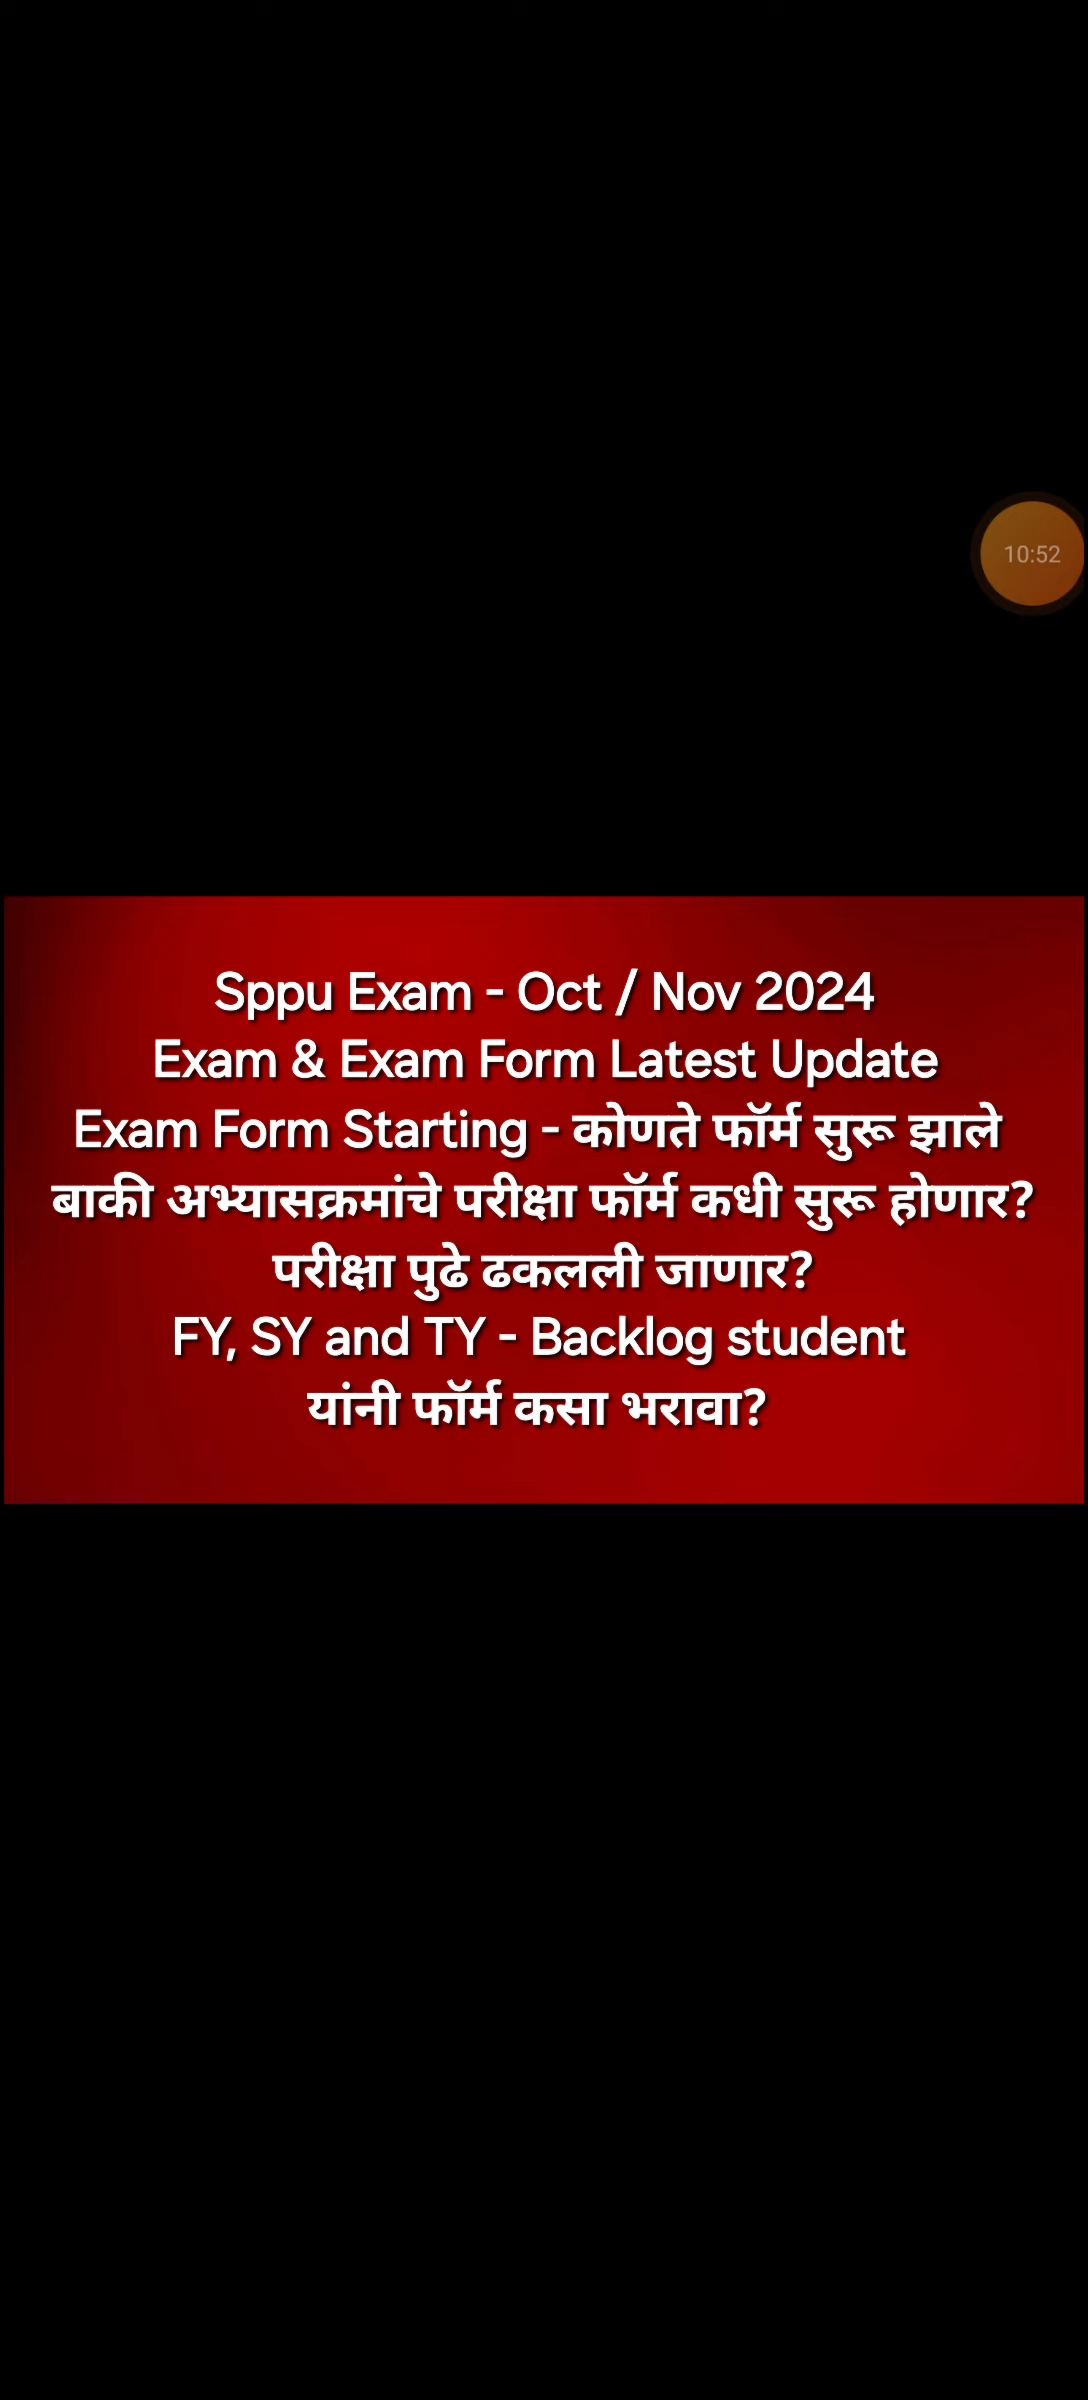 10:52
Sppu Exam - Oct / Nov 2024
Exam & Exam Form Latest Update
Exam Form Starting - कोणते फॉर्म सुरू झाले
बाकी अभ्यासक्रमांचे परीक्षा फॉर्म कधी सुरू होणार?
परीक्षा पुढे ढकलली जाणार?
FY, SY and TY - Backlog student
यांनी फॉर्म कसा भरावा?